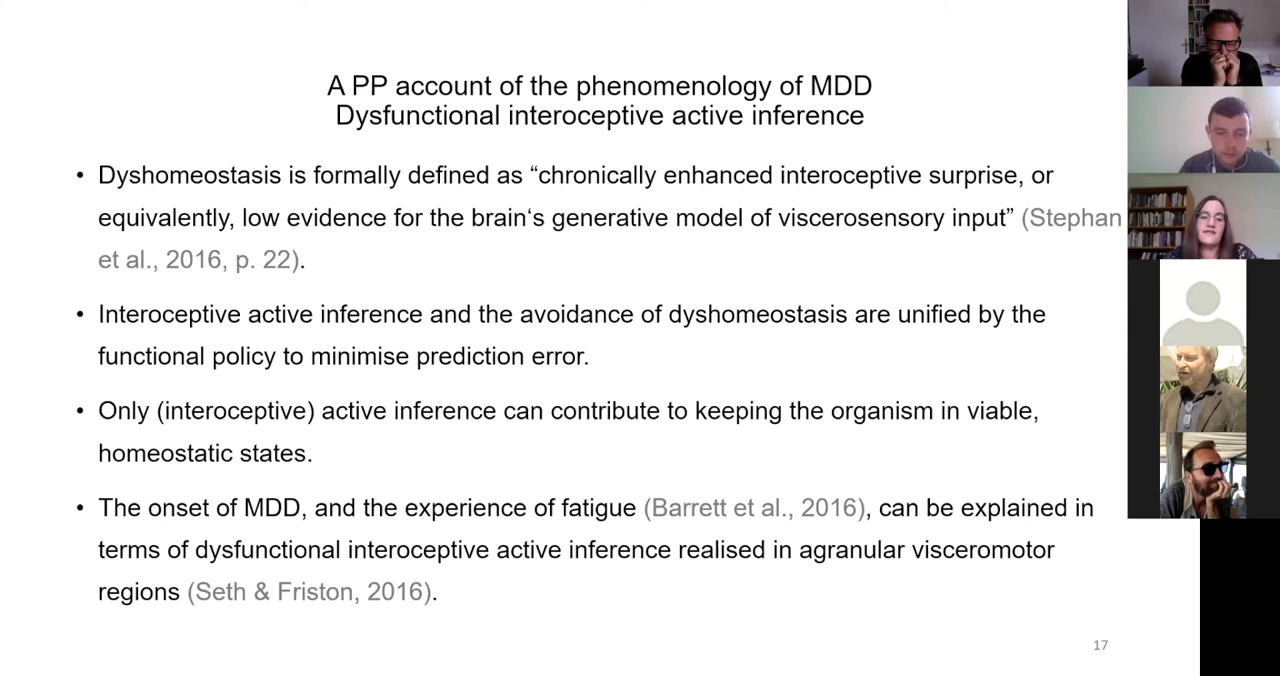 A PP account of the phenomenology of MDD
Dysfunctional interoceptive active inference
• Dyshomeostasis is formally defined as “chronically enhanced interoceptive surprise, or
equivalently, low evidence for the brain‘s generative model of viscerosensory input” (Stephan
et al., 2016, p. 22).
• Interoceptive active inference and the avoidance of dyshomeostasis are unified by the
functional policy to minimise prediction error.
• Only (interoceptive) active inference can contribute to keeping the organism in viable,
homeostatic states.
• The onset of MDD, and the experience of fatigue (Barrett et al., 2016), can be explained in
terms of dysfunctional interoceptive active inference realised in agranular visceromotor
regions (Seth & Friston, 2016).
17